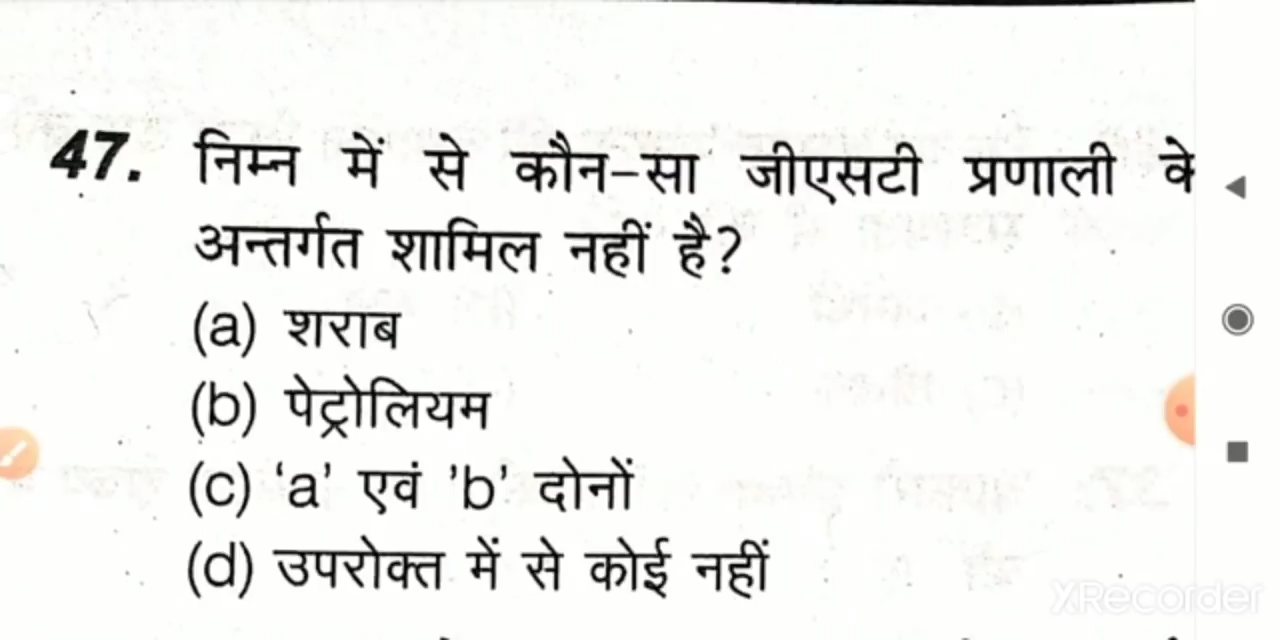 47. निम्न में से कौन-सा जीएसटी प्रणाली के
अन्तर्गत शामिल नहीं है?
(a) शराब
(b) पेट्रोलियम
(c) ‘a’ एवं ’b’ दोनों
(d) उपरोक्त में से कोई नहीं
XRecorder